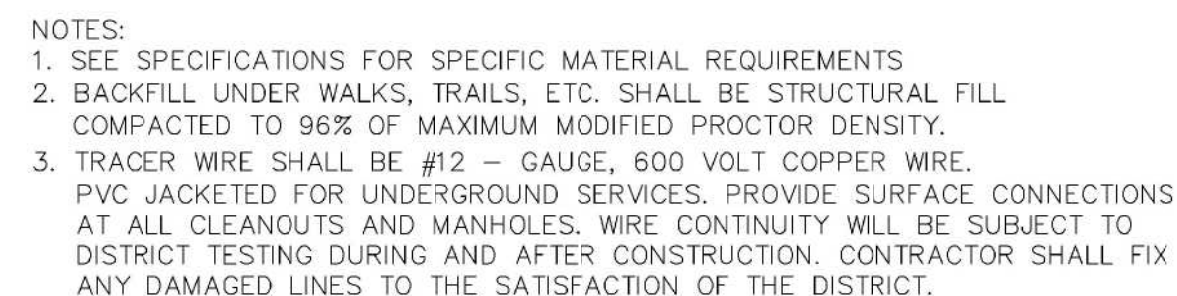 NOTES:
1. SEE SPECIFICATIONS FOR SPECIFIC MATERIAL REQUIREMENTS
2. BACKFILL UNDER WALKS, TRAILS, ETC. SHALL BE STRUCTURAL FILL
COMPACTED TO 96% OF MAXIMUM MODIFIED PROCTOR DENSITY.
3. TRACER WIRE SHALL BE #12 – GAUGE, 600 VOLT COPPER WIRE.
PVC JACKETED FOR UNDERGROUND SERVICES. PROVIDE SURFACE CONNECTIONS
AT ALL CLEANOUTS AND MANHOLES. WIRE CONTINUITY WILL BE SUBJECT TO
DISTRICT TESTING DURING AND AFTER CONSTRUCTION. CONTRACTOR SHALL FIX
ANY DAMAGED LINES TO THE SATISFACTION OF THE DISTRICT.